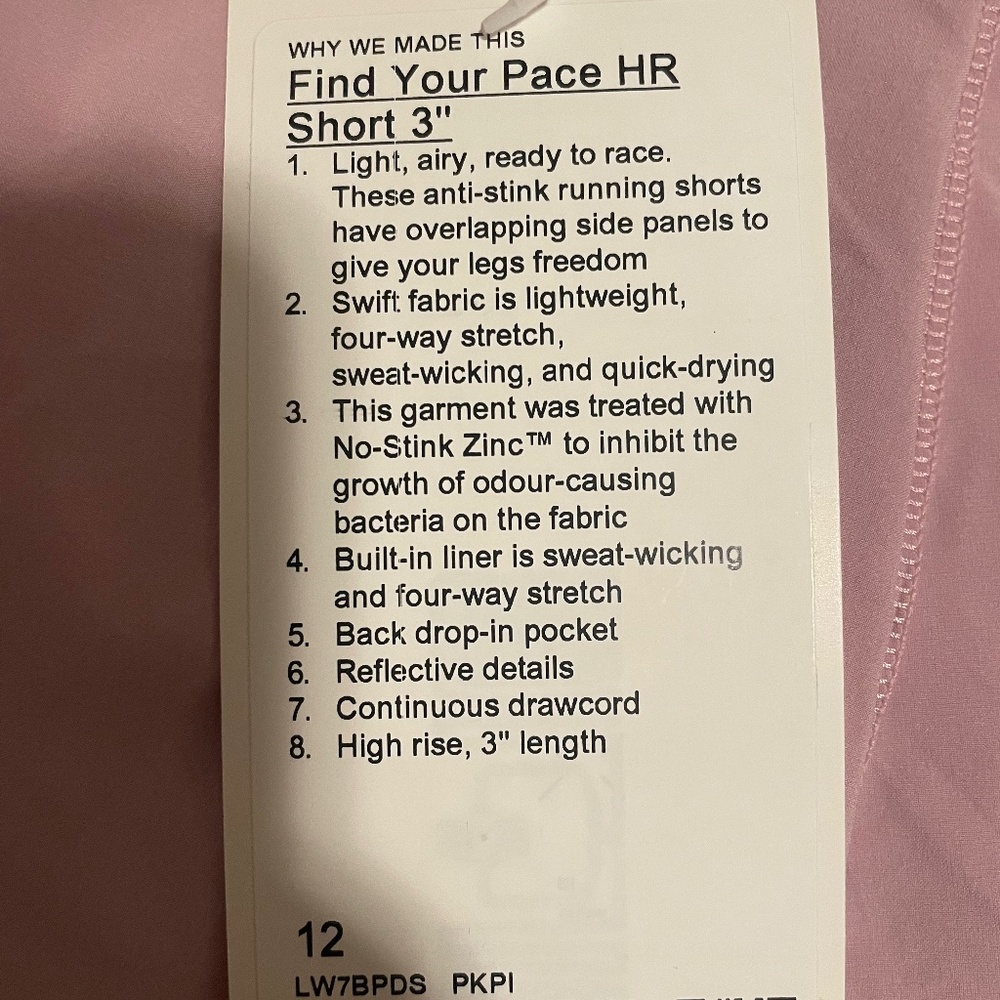 WHY WE MADE THIS
Find Your Pace HR
Short 3"
1. Light, airy, ready to race.
These anti-stink running shorts
have overlapping side panels to
give your legs freedom
2. Swift fabric is lightweight,
four-way stretch,
sweat-wicking, and quick-drying
3. This garment was treated with
No-Stink Zinc™ to inhibit the
growth of odour-causing
bacteria on the fabric
4. Built-in liner is sweat-wicking
and four-way stretch
5. Back drop-in pocket
6. Reflective details
7. Continuous drawcord
8. High rise, 3" length
12
LW7BPDS PKPI